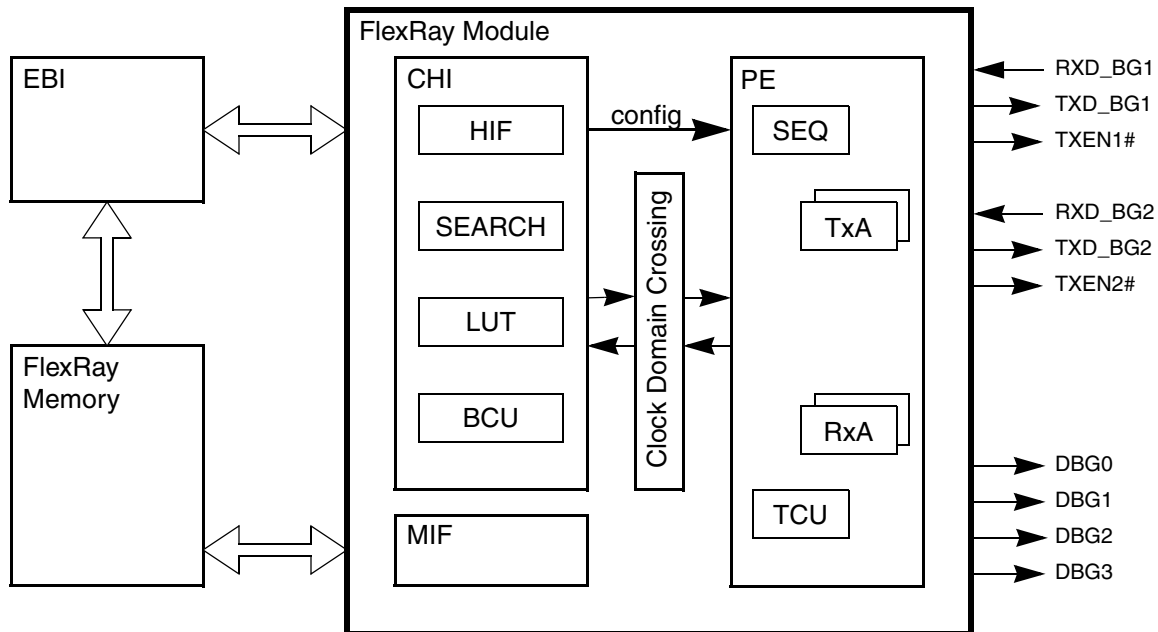 FlexRay Module
EBI
CHI
HIF
SEARCH
LUT
BCU
MIF
config
Clock Domain Crossing
PE
SEQ
TxA
RxA
TCU
FlexRay
Memory
RXD_BG1
TXD_BG1
TXEN1#
RXD_BG2
TXD_BG2
TXEN2#
DBG0
DBG1
DBG2
DBG3